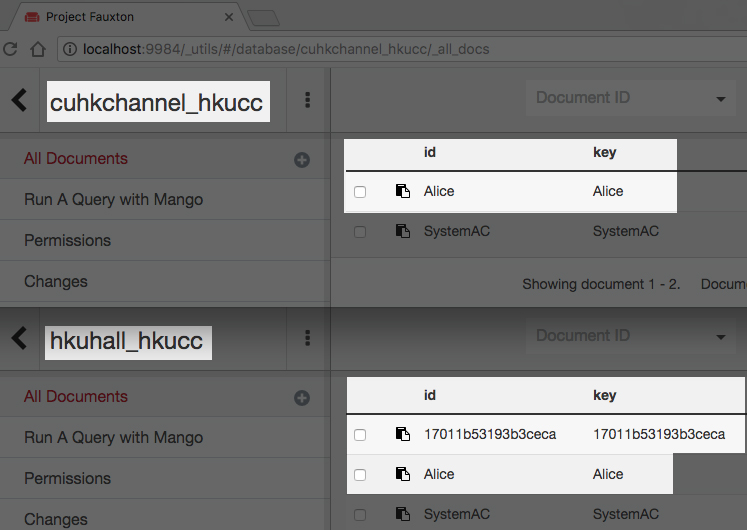 Project Fauxton
localhost:9984/_utils/#/database/cuhkchannel_hkucc/_all_docs
cuhkchannel_hkucc
Document ID
All Documents
id key
Run A Query with Mango
Alice Alice
Permissions
SystemAC SystemAC
Changes
Showing document 1 - 2. Docum
hkuhall_hkucc
Document ID
All Documents
id key
Run A Query with Mango
17011b53193b3ceca 17011b53193b3ceca
Permissions
Alice Alice
Changes
SystemAC SystemAC